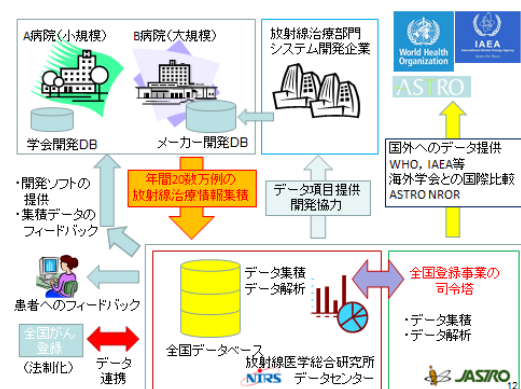 A病院(小規模)
B病院(大規模)
学会開発DB
メーカー開発DB
放射線治療部門
システム開発企業
World Health
Organization
IAEA
International Atomic Energy Agency
ASTRO
国外へのデータ提供
WHO, IAEA等
海外学会との国際比較
ASTRO NROR
・開発ソフトの
提供
・集積データの
フィードバック
年間20数万例の
放射線治療情報集積
データ項目提供
開発協力
患者へのフィードバック
全国がん
登録
(法制化)
データ
連携
データ集積
データ解析
全国データベース
放射線医学総合研究所
NIRS データセンター
全国登録事業の
司令塔
・データ集積
・データ解析
JASTRO
12